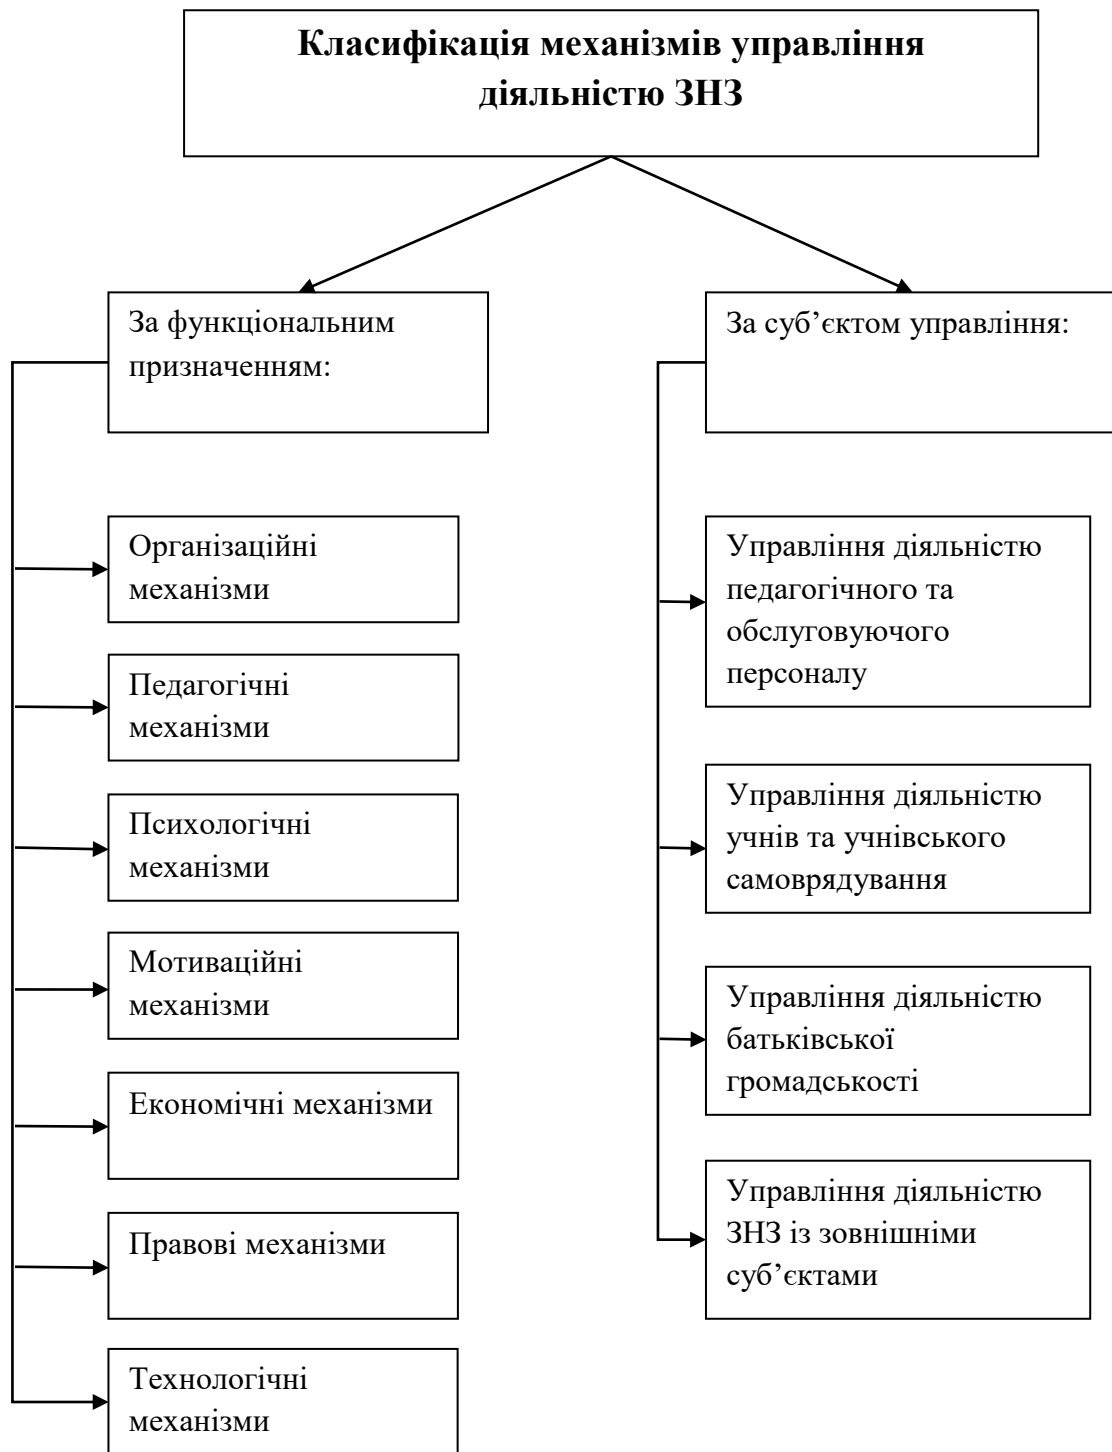 Класифікація механізмів управління
діяльністю ЗНЗ
За функціональним
призначенням:
Організаційні
механізми
Педагогічні
механізми
Психологічні
механізми
Мотиваційні
механізми
Економічні механізми
Правові механізми
Технологічні
механізми
За суб’єктом управління:
Управління діяльністю
педагогічного та
обслуговуючого
персоналу
Управління діяльністю
учнів та учнівського
самоврядування
Управління діяльністю
батьківської
громадськості
Управління діяльністю
ЗНЗ із зовнішніми
суб’єктами